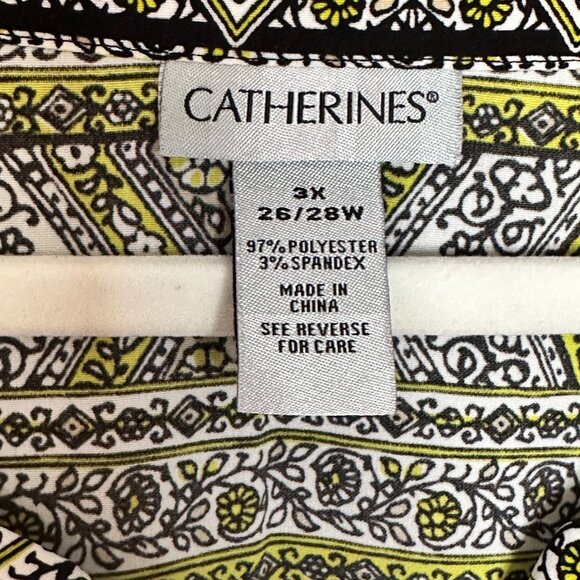 CATHERINES®
3X
26/28W
97% POLYESTER
3% SPANDEX
MADE IN
CHINA
SEE REVERSE
FOR CARE